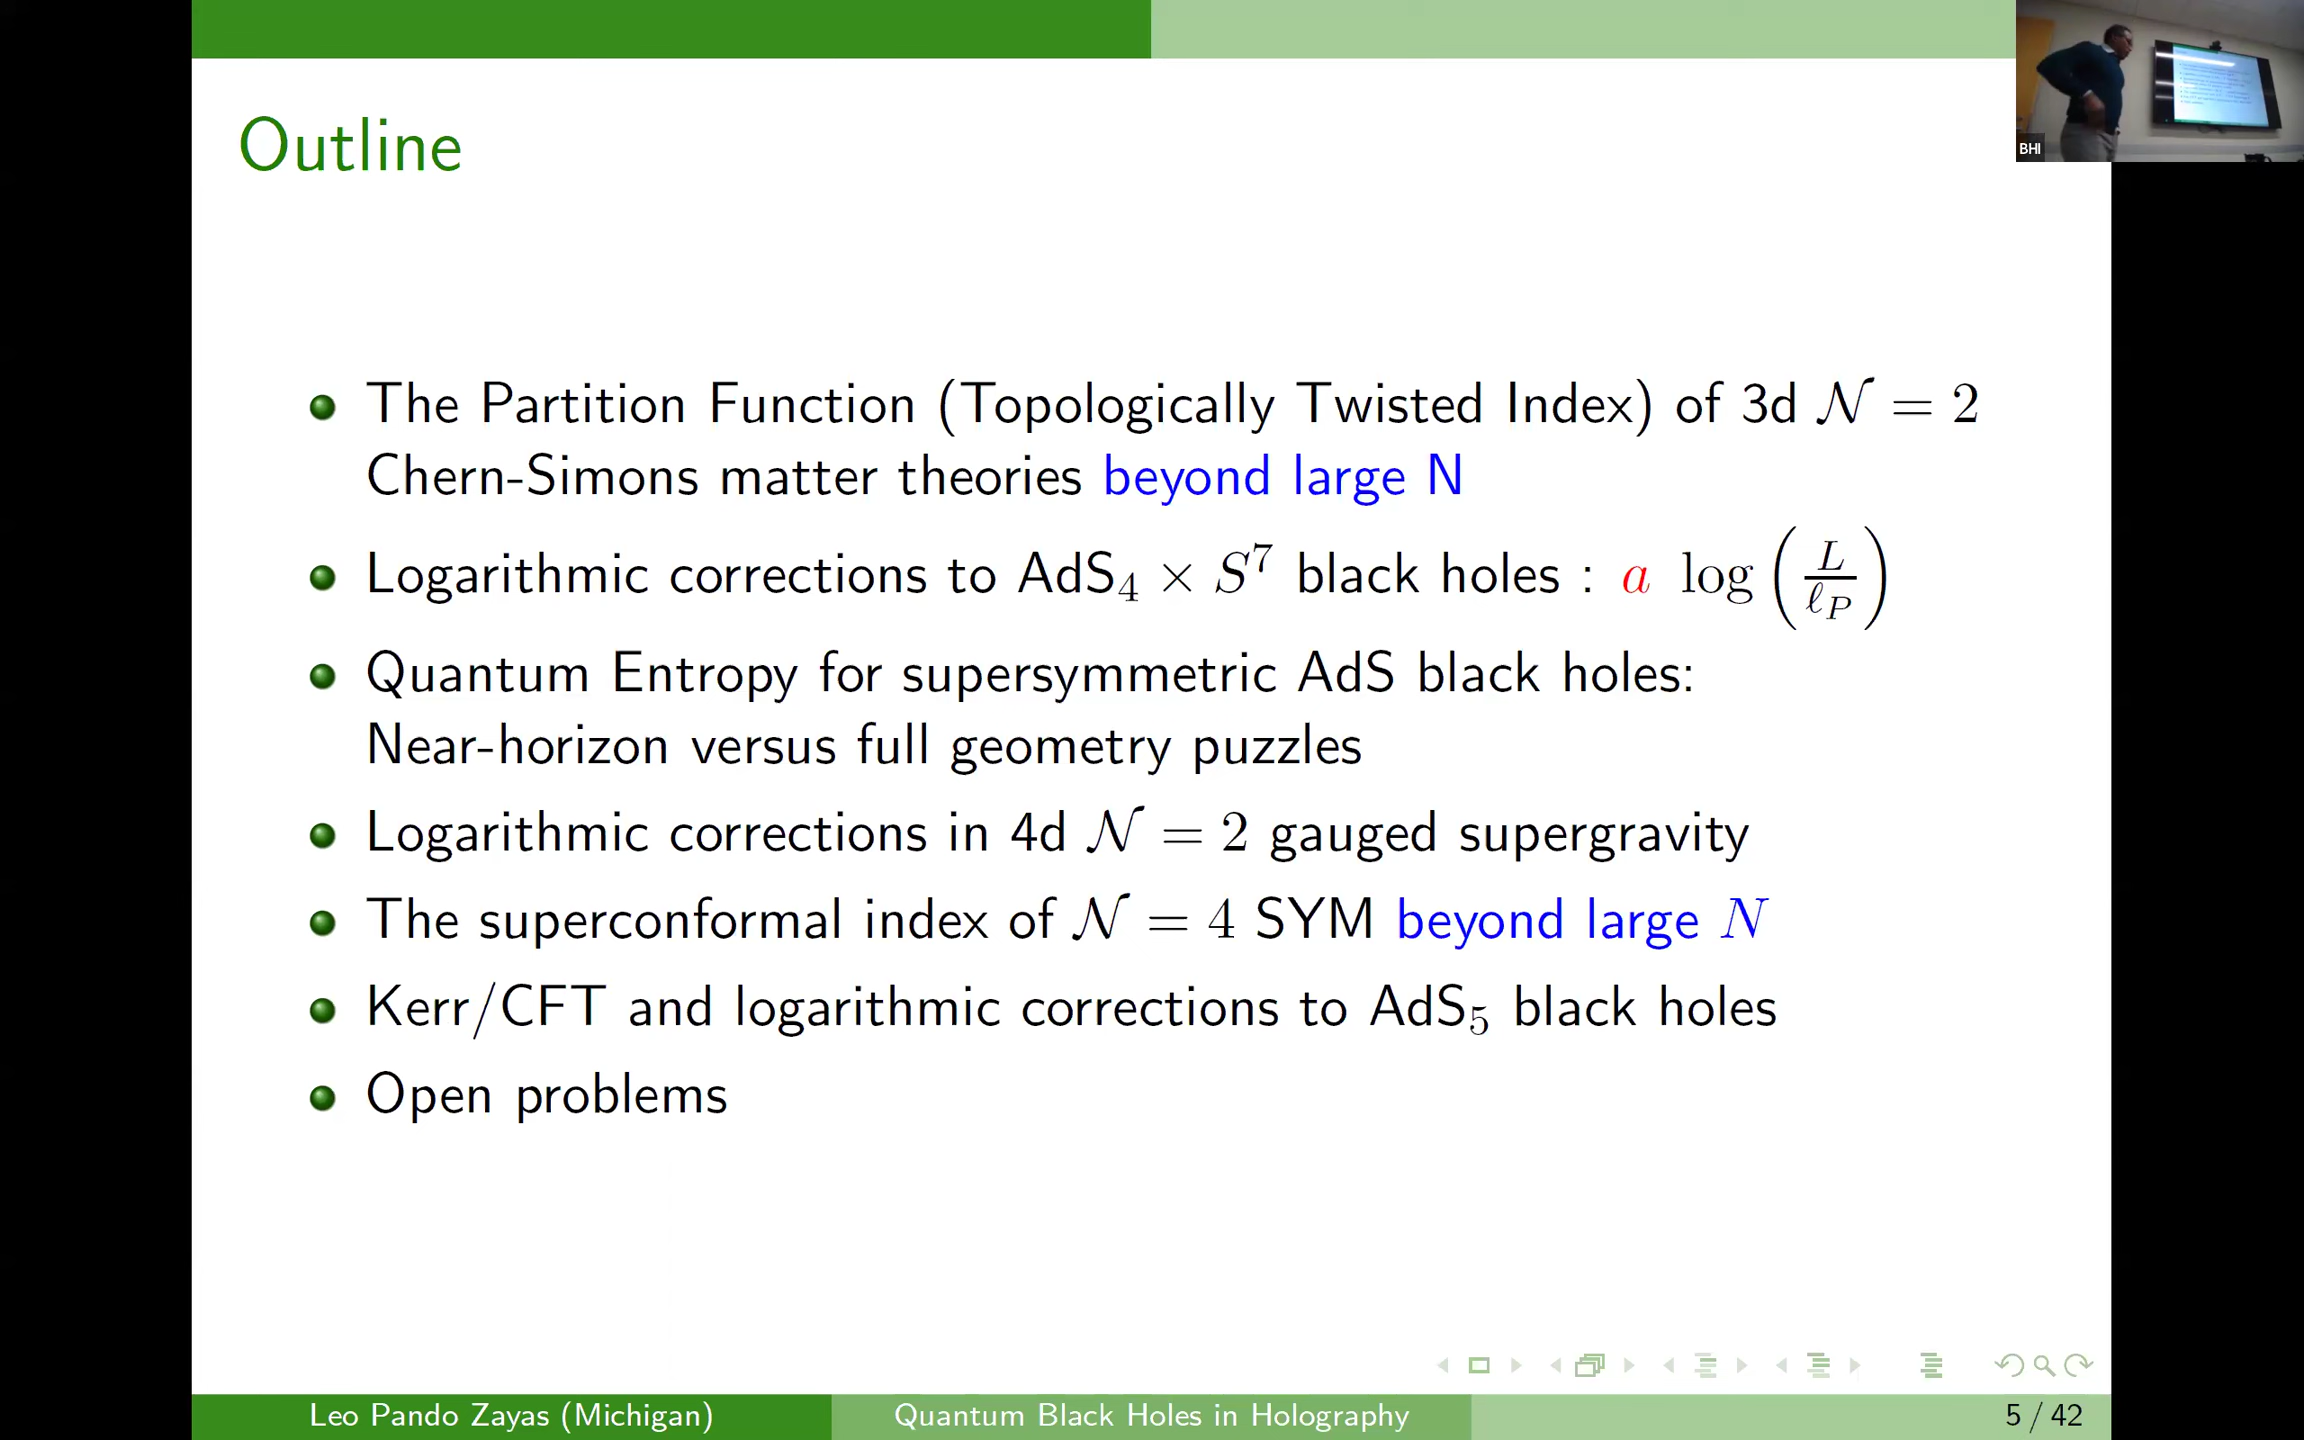 BHI
Outline
The Partition Function (Topologically Twisted Index) of 3d 𝒩 = 2
Chern-Simons matter theories beyond large N
Logarithmic corrections to AdS₄ × S⁷ black holes : a log(L/ℓ_P)
Quantum Entropy for supersymmetric AdS black holes:
Near-horizon versus full geometry puzzles
Logarithmic corrections in 4d 𝒩 = 2 gauged supergravity
The superconformal index of 𝒩 = 4 SYM beyond large N
Kerr/CFT and logarithmic corrections to AdS₅ black holes
Open problems
Leo Pando Zayas (Michigan) Quantum Black Holes in Holography 5 / 42